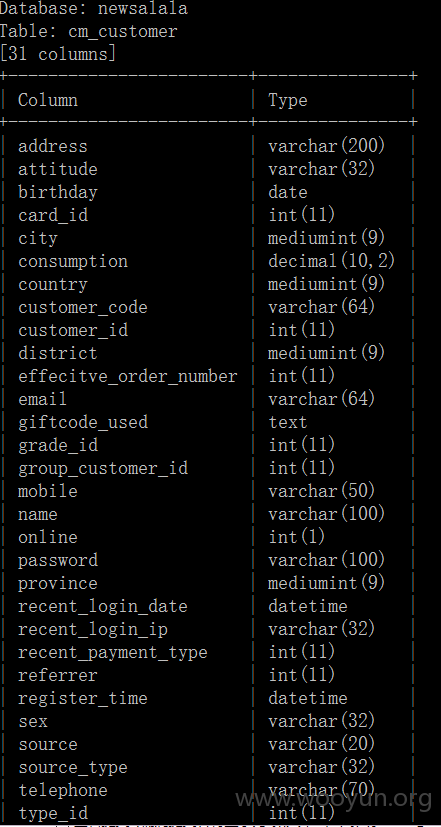 Database: newsalala
Table: cm_customer
[31 columns]
+------------------------+---------------+
| Column | Type |
+------------------------+---------------+
| address | varchar(200) |
| attitude | varchar(32) |
| birthday | date |
| card_id | int(11) |
| city | mediumint(9) |
| consumption | decimal(10,2) |
| country | mediumint(9) |
| customer_code | varchar(64) |
| customer_id | int(11) |
| district | mediumint(9) |
| effecitve_order_number | int(11) |
| email | varchar(64) |
| giftcode_used | text |
| grade_id | int(11) |
| group_customer_id | int(11) |
| mobile | varchar(50) |
| name | varchar(100) |
| online | int(1) |
| password | varchar(100) |
| province | mediumint(9) |
| recent_login_date | datetime |
| recent_login_ip | varchar(32) |
| recent_payment_type | int(11) |
| referrer | int(11) |
| register_time | datetime |
| sex | varchar(32) |
| source | varchar(20) |
| source_type | varchar(32) |
| telephone | varchar(70) |
| type_id | int(11) |
www.wooyun.org